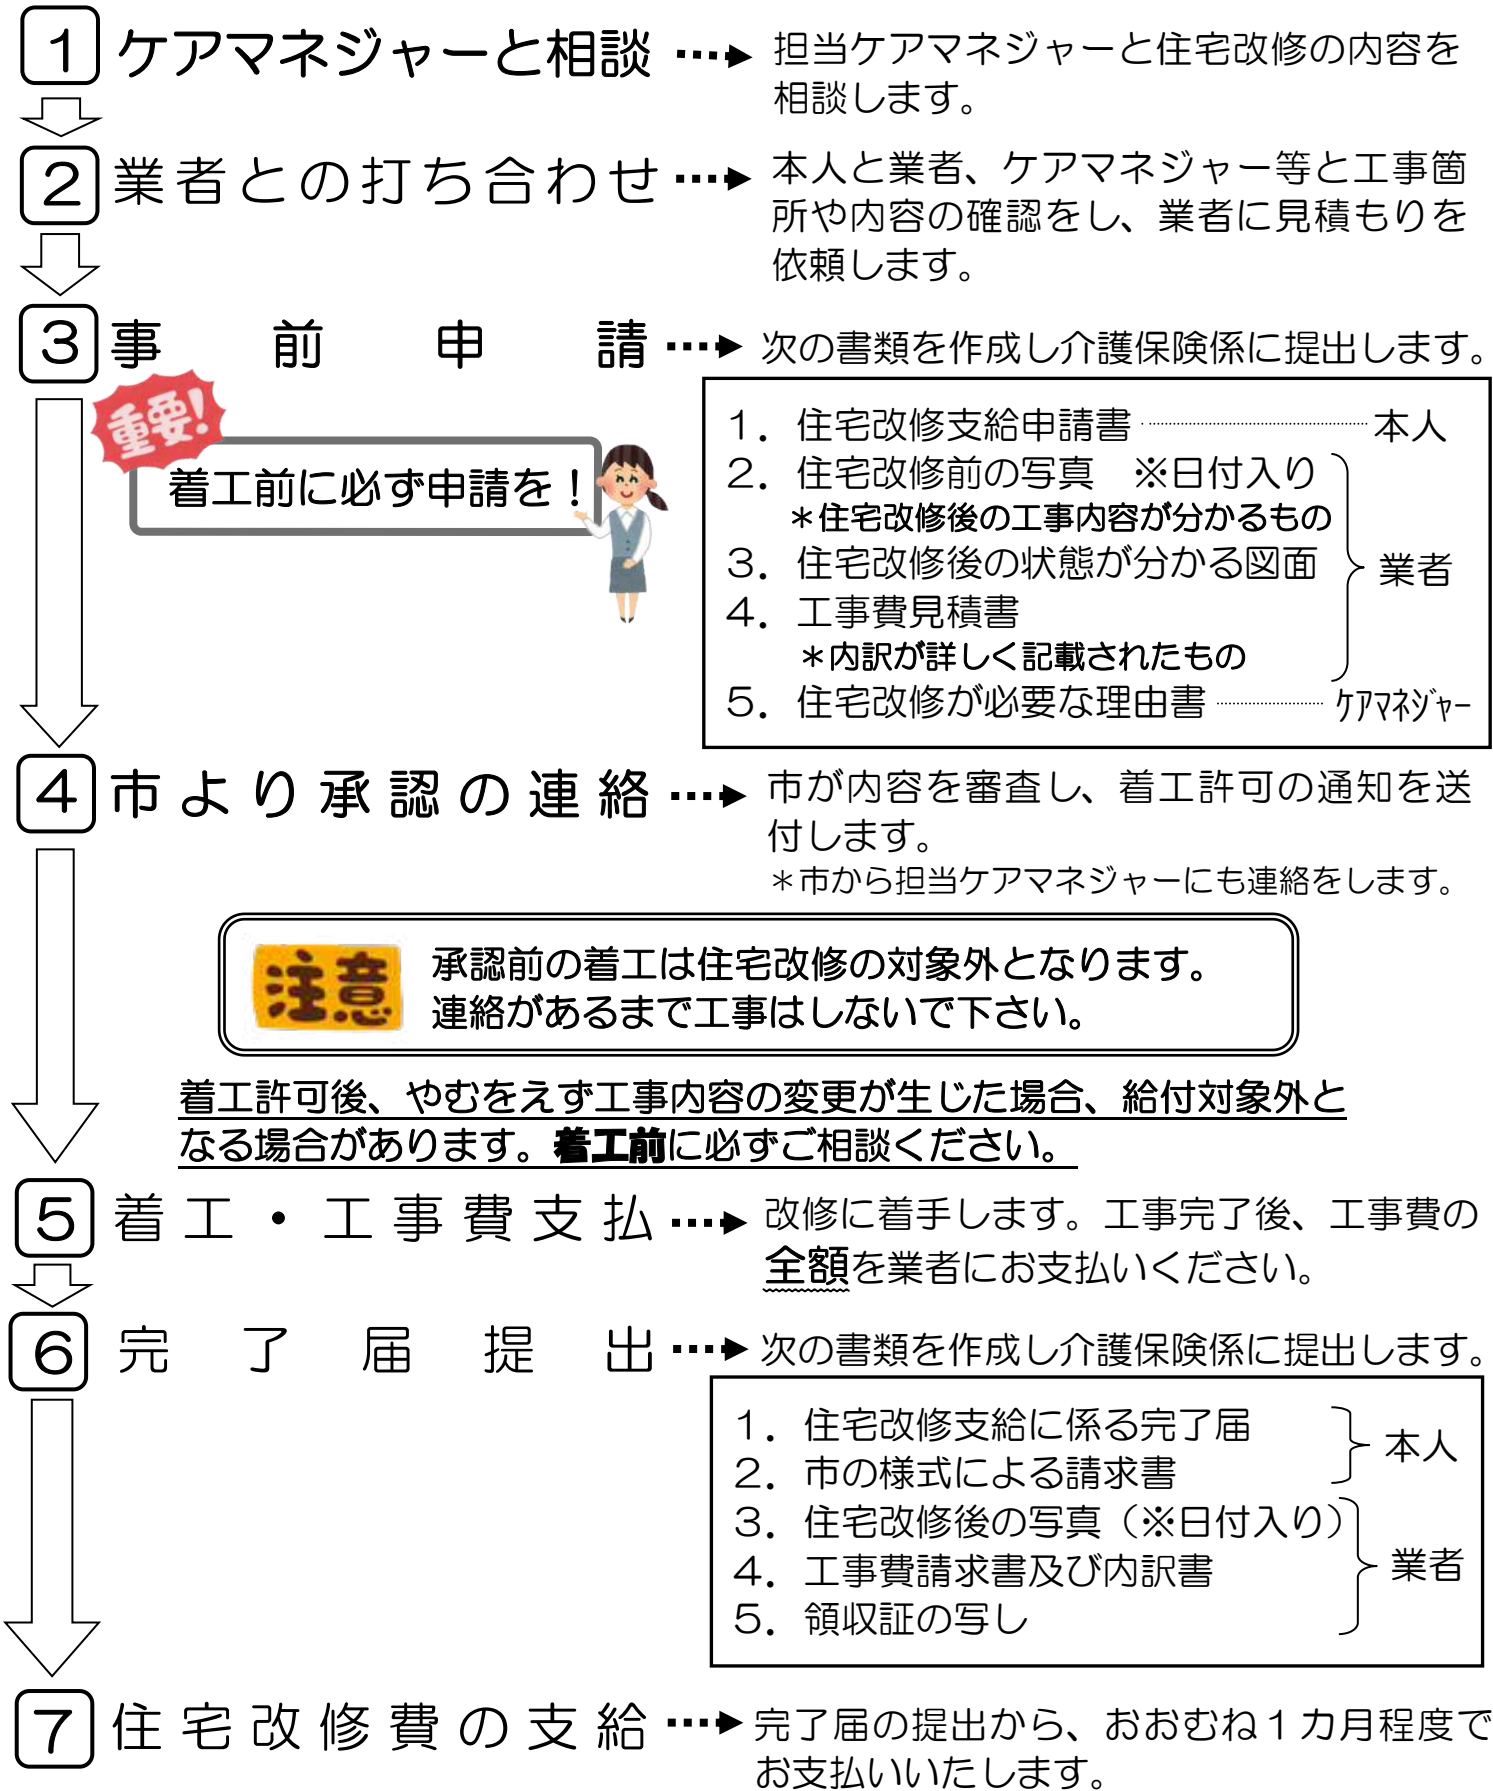 1 ケアマネジャーと相談
担当ケアマネジャーと住宅改修の内容を
相談します。
2 業者との打ち合わせ
本人と業者、ケアマネジャー等と工事箇
所や内容の確認をし、業者に見積もりを
依頼します。
3 事前申請
次の書類を作成し介護保険係に提出します。
重要!
着工前に必ず申請を！
1．住宅改修支給申請書 本人
2．住宅改修前の写真　※日付入り
＊住宅改修後の工事内容が分かるもの
3．住宅改修後の状態が分かる図面
業者
4．工事費見積書
＊内訳が詳しく記載されたもの
5．住宅改修が必要な理由書 ｹｱﾏﾈｼﾞｬｰ
4 市より承認の連絡
市が内容を審査し、着工許可の通知を送
付します。
＊市から担当ケアマネジャーにも連絡をします。
注意
承認前の着工は住宅改修の対象外となります。
連絡があるまで工事はしないで下さい。
着工許可後、やむをえず工事内容の変更が生じた場合、給付対象外と
なる場合があります。着工前に必ずご相談ください。
5 着工・工事費支払
改修に着手します。工事完了後、工事費の
全額を業者にお支払いください。
6 完了届提出
次の書類を作成し介護保険係に提出します。
1．住宅改修支給に係る完了届
本人
2．市の様式による請求書
3．住宅改修後の写真（※日付入り）
4．工事費請求書及び内訳書
業者
5．領収証の写し
7 住宅改修費の支給
完了届の提出から、おおむね１カ月程度で
お支払いいたします。